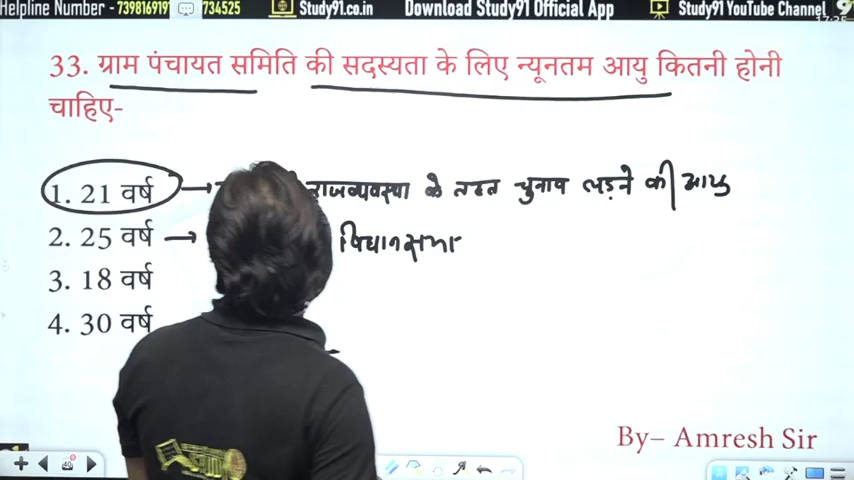 Helpline Number - 7398169191 734525 Study91.co.in Download Study91 Official App Study91 YouTube Channel
33. ग्राम पंचायत समिति की सदस्यता के लिए न्यूनतम आयु कितनी होनी
चाहिए-
1. 21 वर्ष → राजव्यवस्था के तहत चुनाव लड़ने की आयु
2. 25 वर्ष → विधानसभा
3. 18 वर्ष
4. 30 वर्ष
By– Amresh Sir